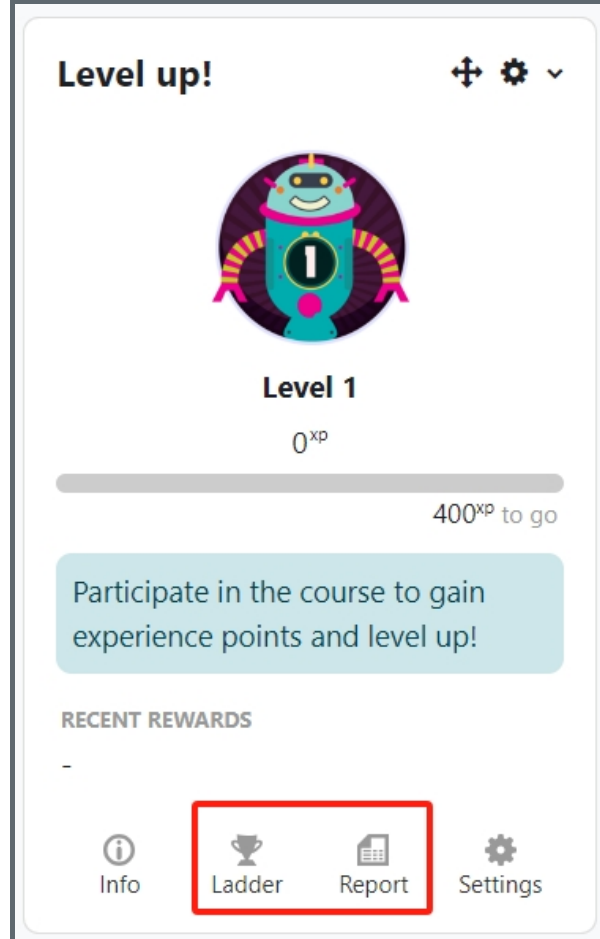 Level up!
1
Level 1
0xp
400xp to go
Participate in the course to gain
experience points and level up!
RECENT REWARDS
-
Info Ladder Report Settings